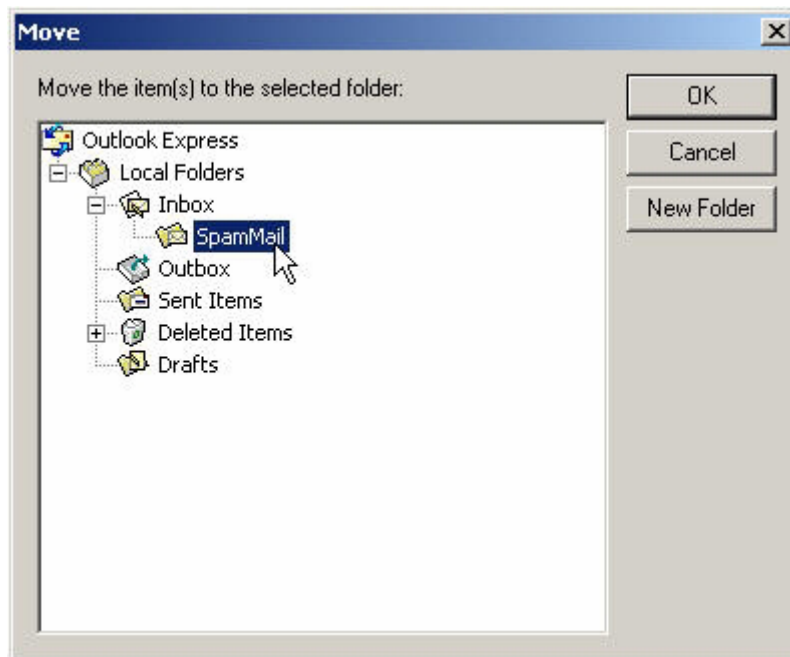 Move
Move the item(s) to the selected folder:
OK
Cancel
New Folder
Outlook Express
Local Folders
Inbox
SpamMail
Outbox
Sent Items
Deleted Items
Drafts